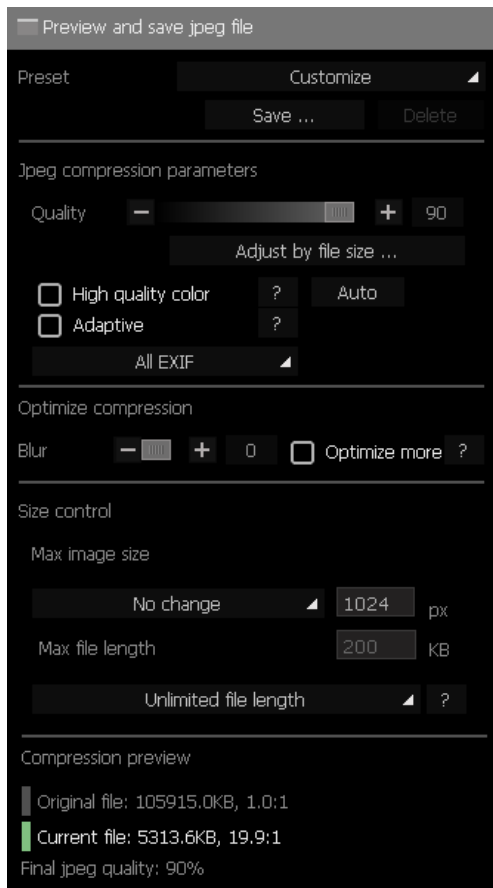 Preview and save jpeg file
Preset Customize
Save ... Delete
Jpeg compression parameters
Quality − + 90
Adjust by file size ...
High quality color ? Auto
Adaptive ?
All EXIF
Optimize compression
Blur − + 0 Optimize more ?
Size control
Max image size
No change 1024 px
Max file length 200 KB
Unlimited file length ?
Compression preview
Original file: 105915.0KB, 1.0:1
Current file: 5313.6KB, 19.9:1
Final jpeg quality: 90%